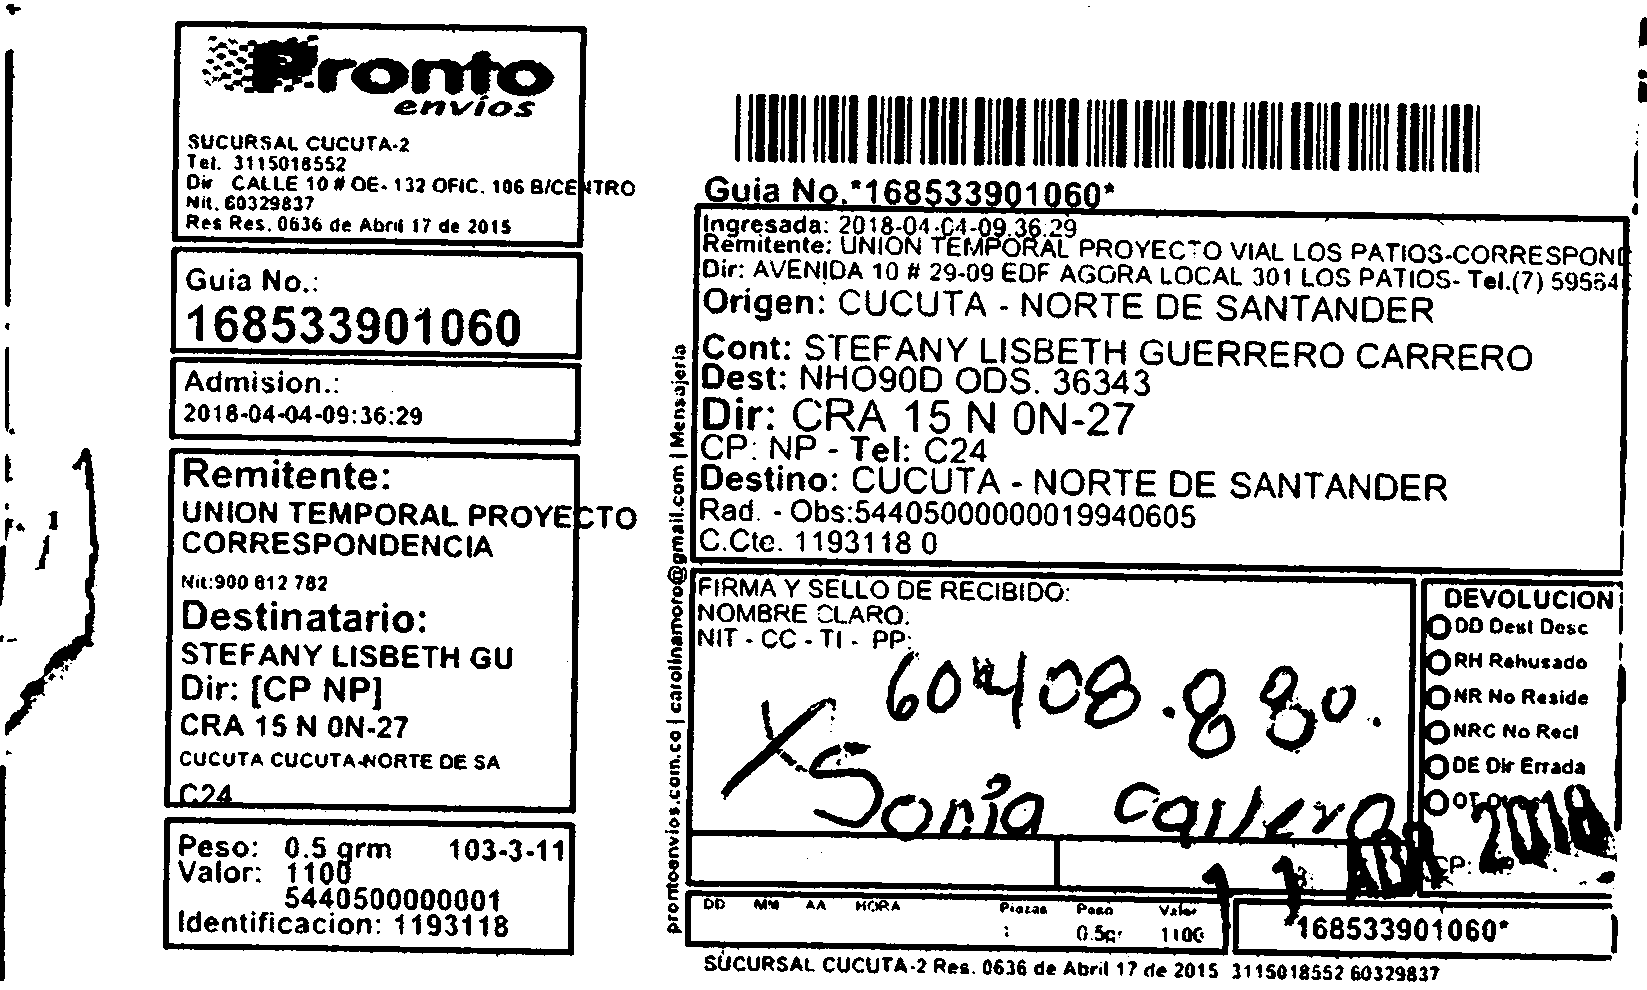 Pronto
envíos
SUCURSAL CUCUTA-2
Tel. 3115018552
Dir CALLE 10 # OE-132 OFIC. 106 B/CENTRO
Nit. 60329837
Res Res. 0636 de Abril 17 de 2015
Guia No.:
168533901060
Admision.:
2018-04-04-09:36:29
Remitente:
UNION TEMPORAL PROYECTO
CORRESPONDENCIA
Nit:900 612 782
Destinatario:
STEFANY LISBETH GU
Dir: [CP NP]
CRA 15 N 0N-27
CUCUTA CUCUTA-NORTE DE SA
C24
Peso: 0.5 grm 103-3-11
Valor: 1100
5440500000001
Identificacion: 1193118
prontoenvios.com.co | carolinamoro@gmail.com | Mensajeria
Guia No.*168533901060*
Ingresada: 2018-04-04-09.36.29
Remitente: UNION TEMPORAL PROYECTO VIAL LOS PATIOS-CORRESPOND
Dir: AVENIDA 10 # 29-09 EDF AGORA LOCAL 301 LOS PATIOS- Tel.(7) 59564
Origen: CUCUTA - NORTE DE SANTANDER
Cont: STEFANY LISBETH GUERRERO CARRERO
Dest: NHO90D ODS. 36343
Dir: CRA 15 N 0N-27
CP: NP - Tel: C24
Destino: CUCUTA - NORTE DE SANTANDER
Rad. - Obs:54405000000019940605
C.Cte. 1193118 0
FIRMA Y SELLO DE RECIBIDO:
NOMBRE CLARO:
NIT - CC - TI - PP:
60408.880.
X Sonia Carrero
DEVOLUCION
DD Dest Desc
RH Rehusado
NR No Reside
NRC No Recl
DE Dir Errada
OT
CP:
11 ABR 2018
DD MM AA HORA Piezas Peso Valor
: 0.5gr 1100
*168533901060*
SUCURSAL CUCUTA-2 Res. 0636 de Abril 17 de 2015 3115018552 60329837